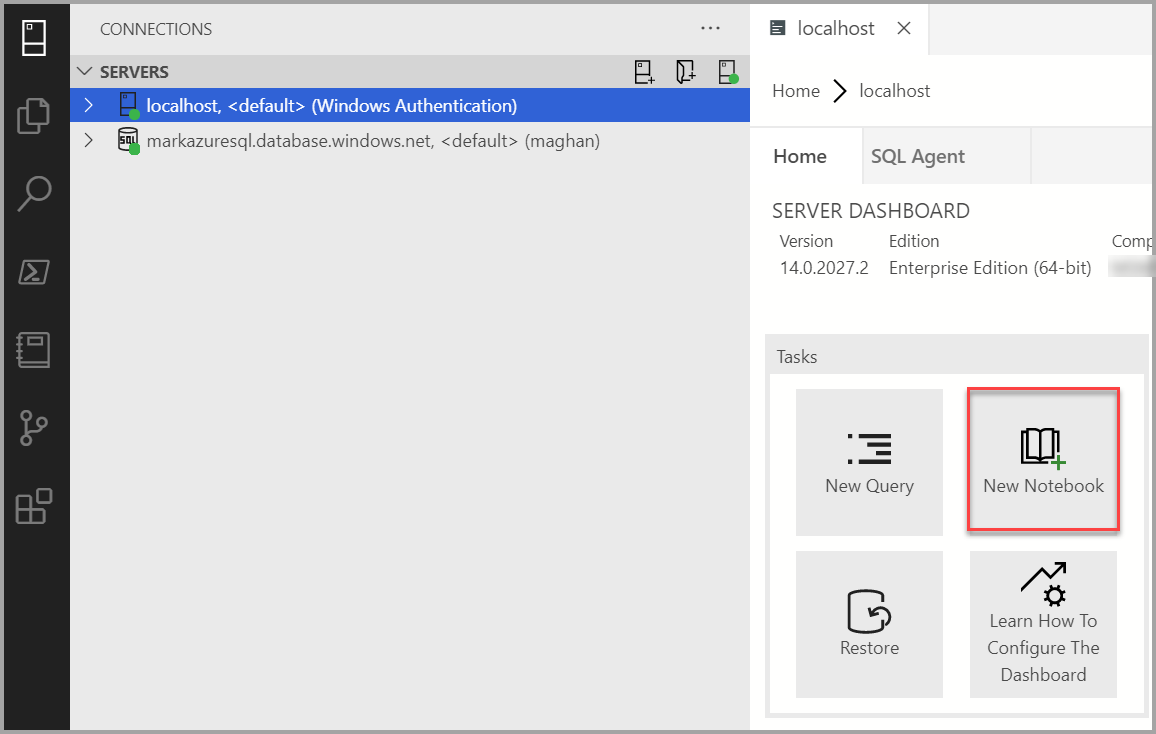 CONNECTIONS
SERVERS
localhost, <default> (Windows Authentication)
SQL
markazuresql.database.windows.net, <default> (maghan)
localhost
Home
localhost
Home
SQL Agent
SERVER DASHBOARD
Version
Edition
14.0.2027.2
Enterprise Edition (64-bit)
Tasks
New Query
New Notebook
Restore
Learn How To
Configure The
Dashboard